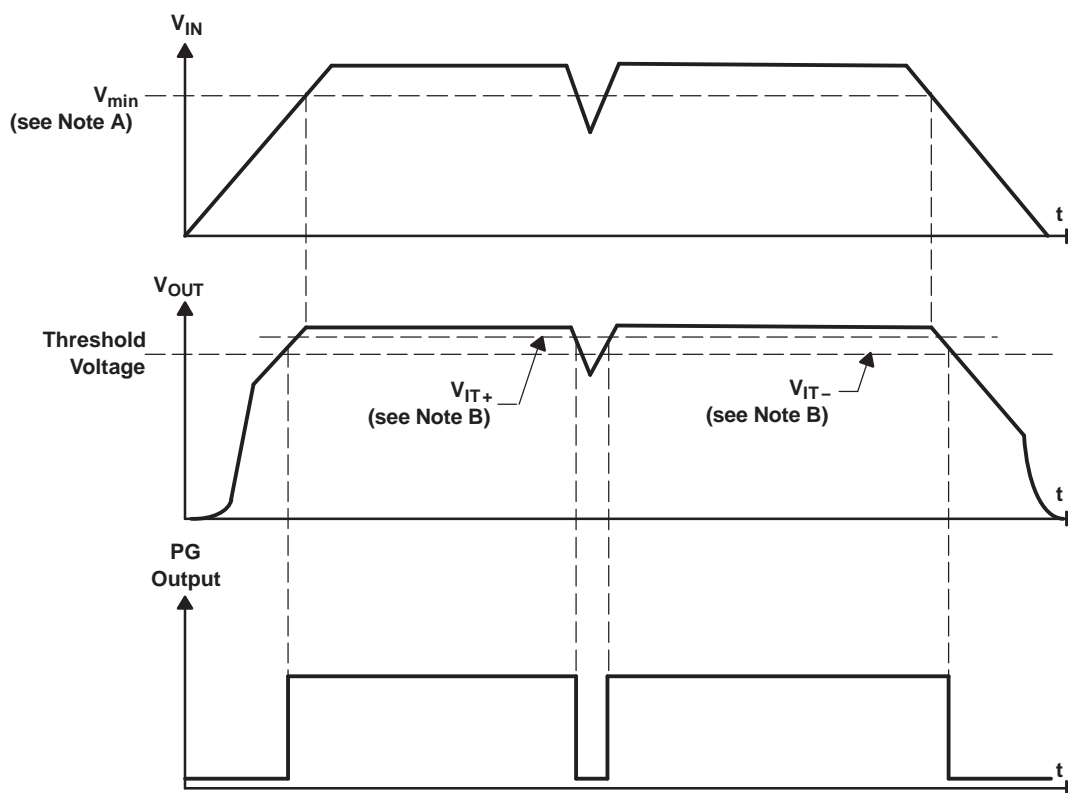 V_IN
V_min
(see Note A)
t
V_OUT
Threshold
Voltage
V_IT+
(see Note B)
V_IT−
(see Note B)
t
PG
Output
t